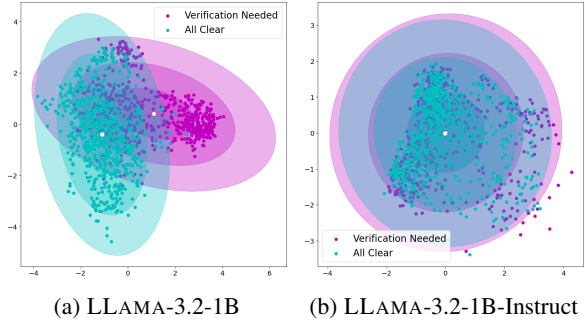 Verification Needed
All Clear
4
2
0
−2
−4
−4 −2 0 2 4 6
(a) LLAMA-3.2-1B
3
2
1
0
−1
−2
−3
Verification Needed
All Clear
−4 −2 0 2 4
(b) LLAMA-3.2-1B-Instruct